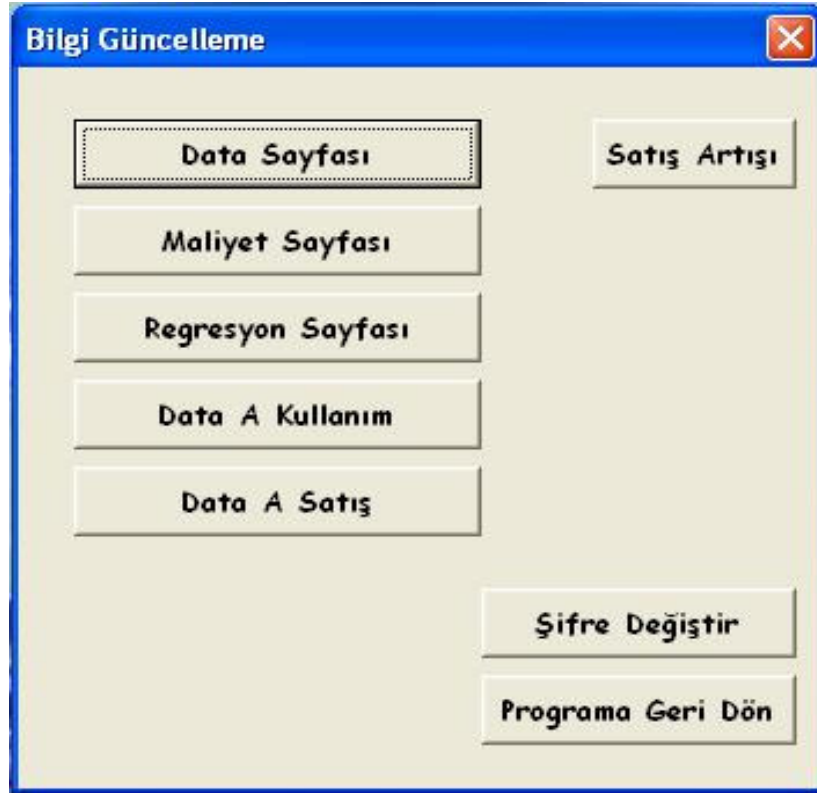 Bilgi Güncelleme
Data Sayfası
Satış Artışı
Maliyet Sayfası
Regresyon Sayfası
Data A Kullanım
Data A Satış
Şifre Değiştir
Programa Geri Dön